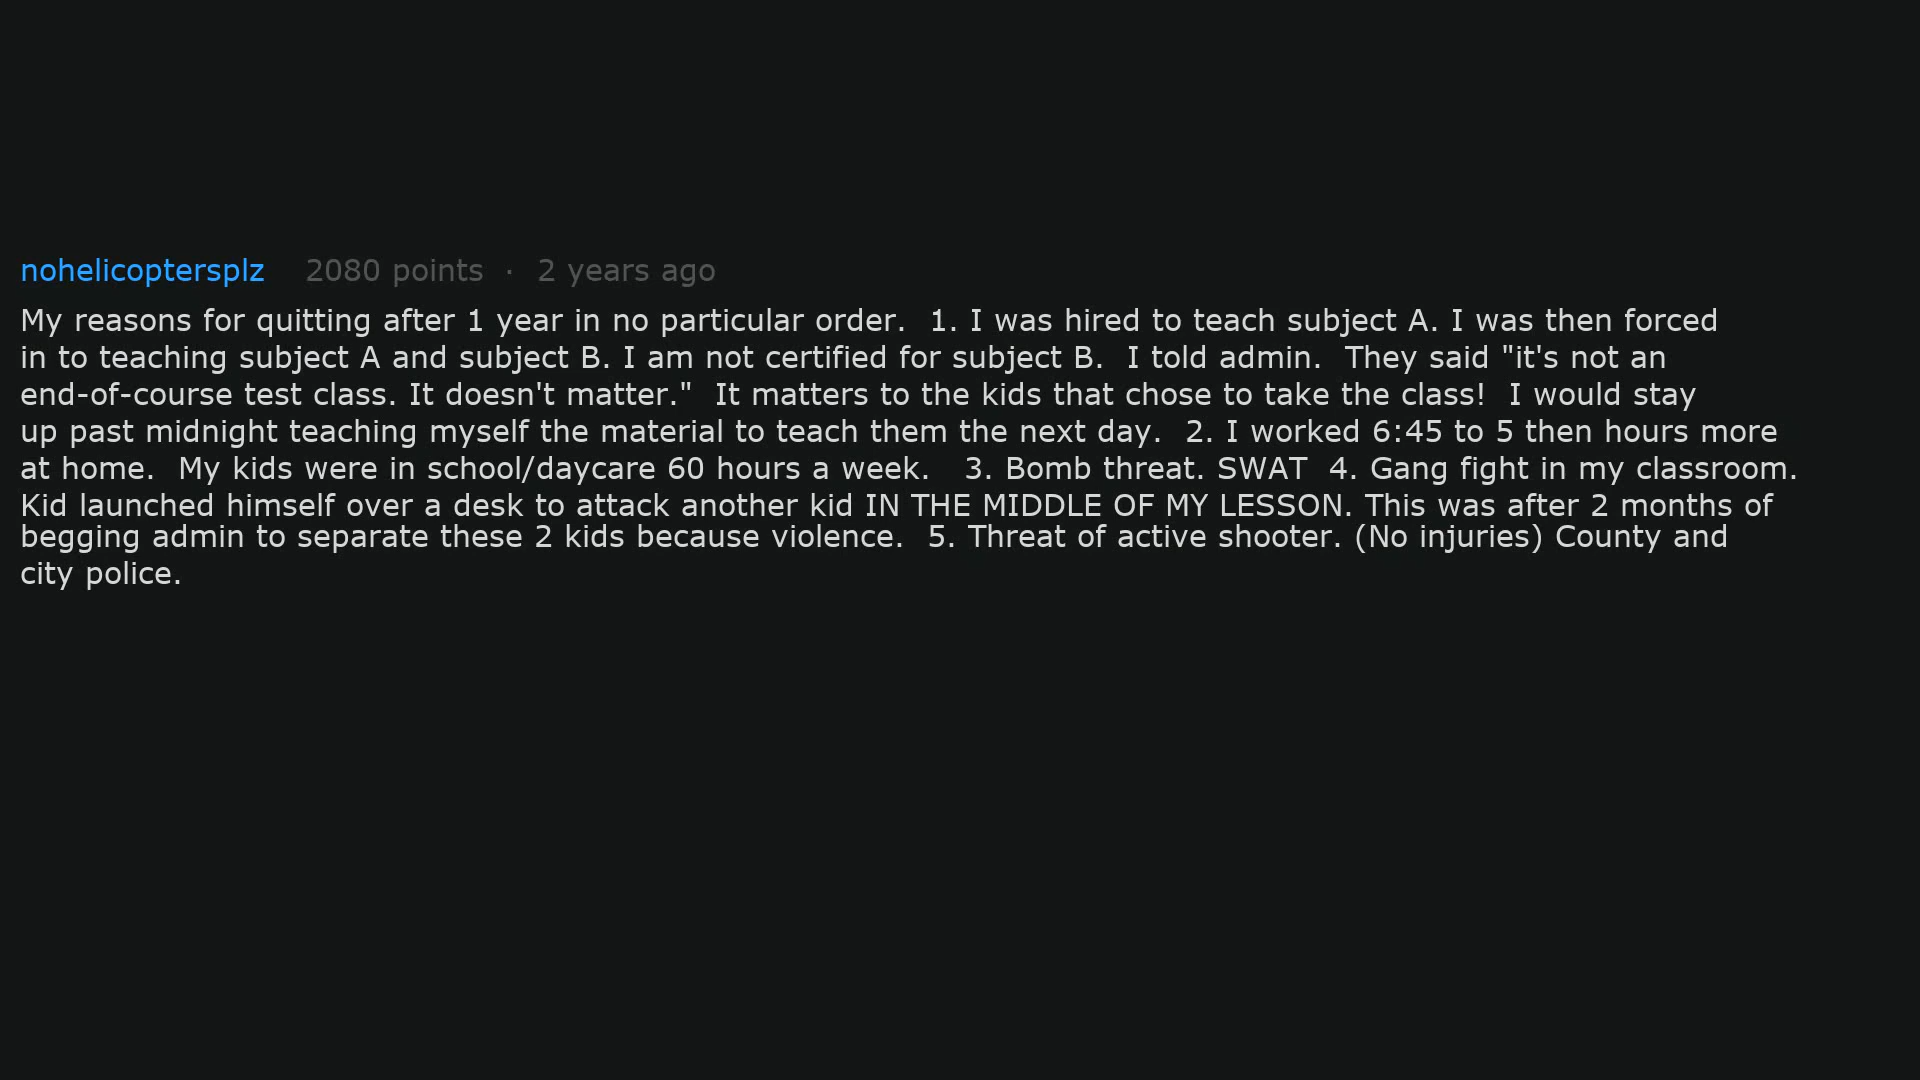 nohelicoptersplz 2080 points · 2 years ago
My reasons for quitting after 1 year in no particular order.  1. I was hired to teach subject A. I was then forced
in to teaching subject A and subject B. I am not certified for subject B.  I told admin.  They said "it's not an
end-of-course test class. It doesn't matter."  It matters to the kids that chose to take the class!  I would stay
up past midnight teaching myself the material to teach them the next day.  2. I worked 6:45 to 5 then hours more
at home.  My kids were in school/daycare 60 hours a week.   3. Bomb threat. SWAT  4. Gang fight in my classroom.
Kid launched himself over a desk to attack another kid IN THE MIDDLE OF MY LESSON. This was after 2 months of
begging admin to separate these 2 kids because violence.  5. Threat of active shooter. (No injuries) County and
city police.